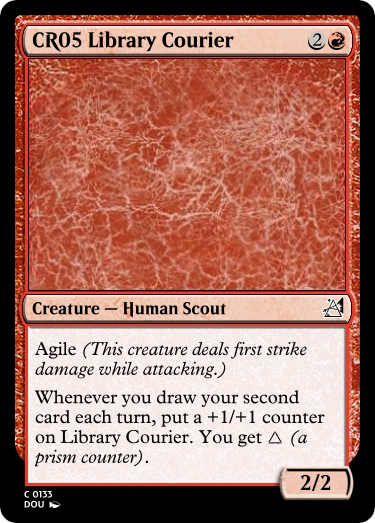 CR05 Library Courier 2
Creature — Human Scout
Agile (This creature deals first strike
damage while attacking.)
Whenever you draw your second
card each turn, put a +1/+1 counter
on Library Courier. You get △ (a
prism counter).
2/2
C 0133
DOU